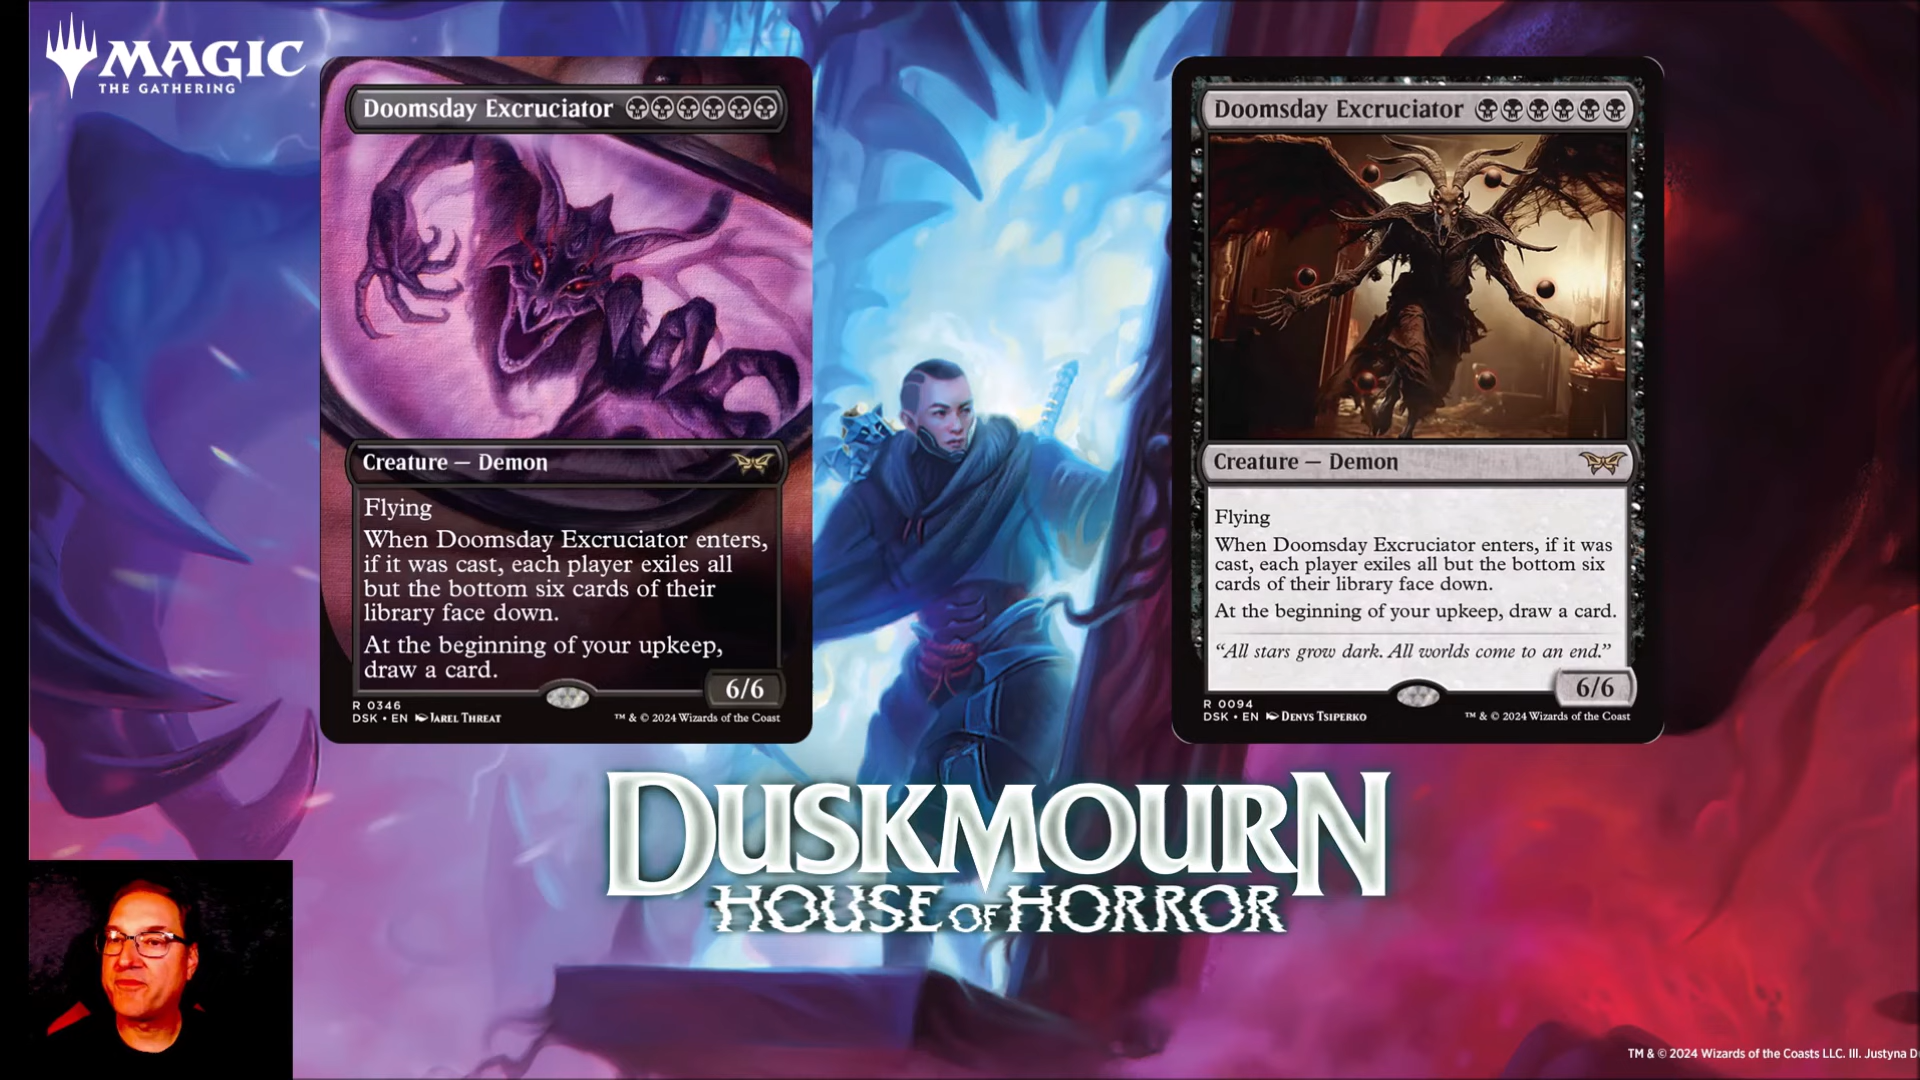 MAGIC
THE GATHERING
Doomsday Excruciator
Creature — Demon
Flying
When Doomsday Excruciator enters,
if it was cast, each player exiles all
but the bottom six cards of their
library face down.
At the beginning of your upkeep,
draw a card.
6/6
R 0346
DSK • EN JAREL THREAT
™ & © 2024 Wizards of the Coast
Doomsday Excruciator
Creature — Demon
Flying
When Doomsday Excruciator enters, if it was
cast, each player exiles all but the bottom six
cards of their library face down.
At the beginning of your upkeep, draw a card.
“All stars grow dark. All worlds come to an end.”
6/6
R 0094
DSK • EN DENYS TSIPERKO
™ & © 2024 Wizards of the Coast
DUSKMOURN
HOUSE OF HORROR
TM & © 2024 Wizards of the Coasts LLC. Ill. Justyna